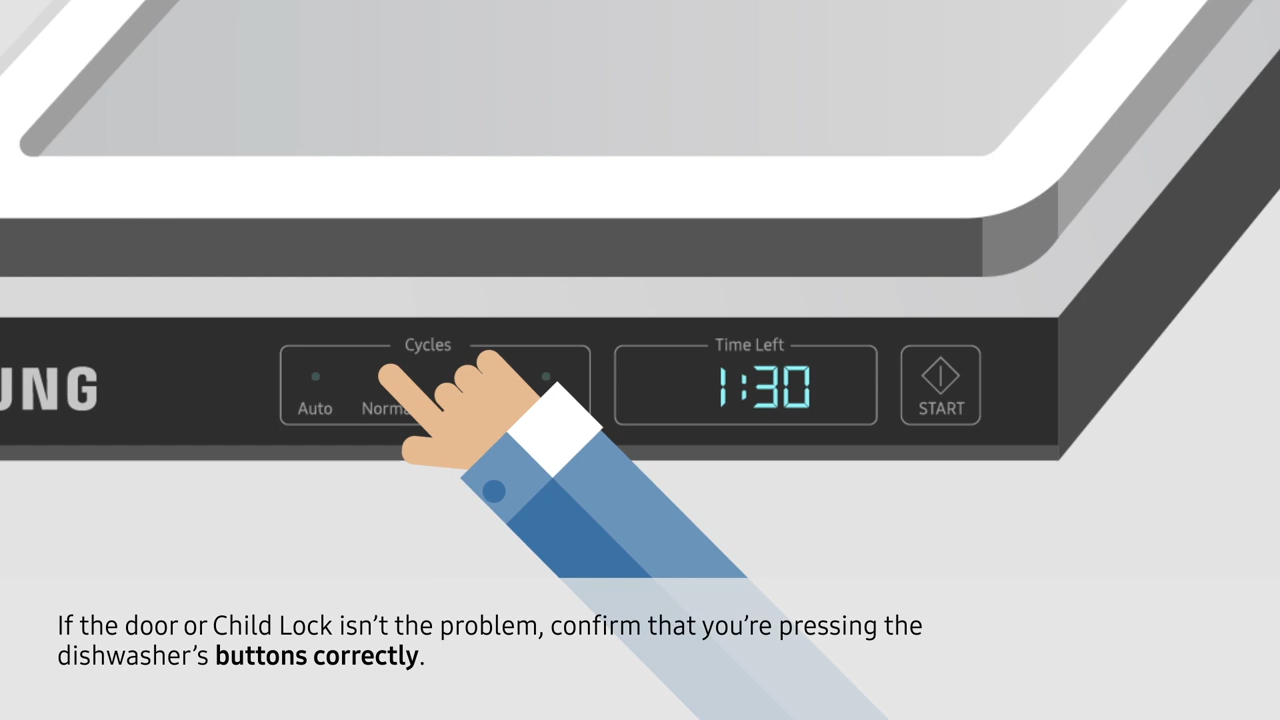 Cycles
Time Left
UNG
1:30
Auto
START
If the door or Child Lock isn't the problem, confirm that you're pressing the
dishwasher's buttons correctly.